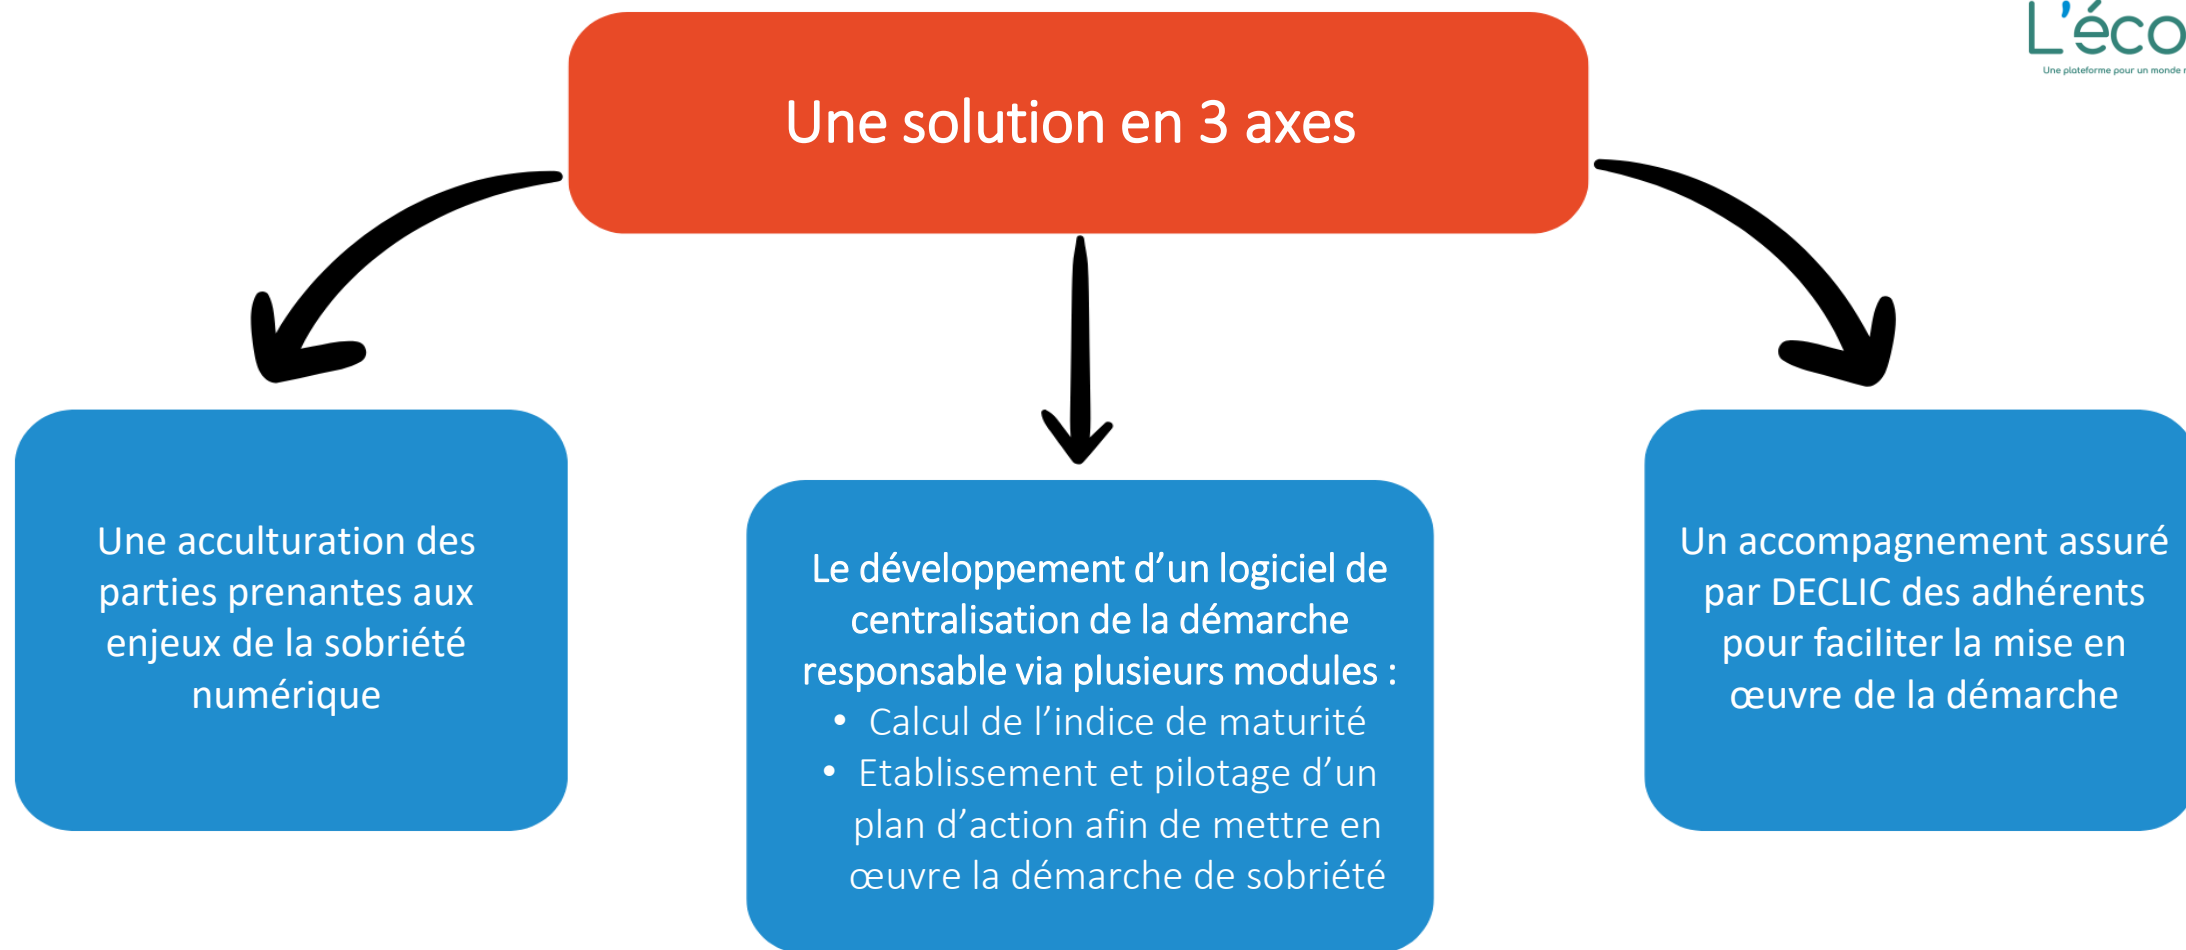 L'éco
Une plateforme pour un monde
Une solution en 3 axes
Une acculturation des
parties prenantes aux
enjeux de la sobriété
numérique
Le développement d’un logiciel de
centralisation de la démarche
responsable via plusieurs modules :
• Calcul de l’indice de maturité
• Etablissement et pilotage d’un
plan d’action afin de mettre en
œuvre la démarche de sobriété
Un accompagnement assuré
par DECLIC des adhérents
pour faciliter la mise en
œuvre de la démarche